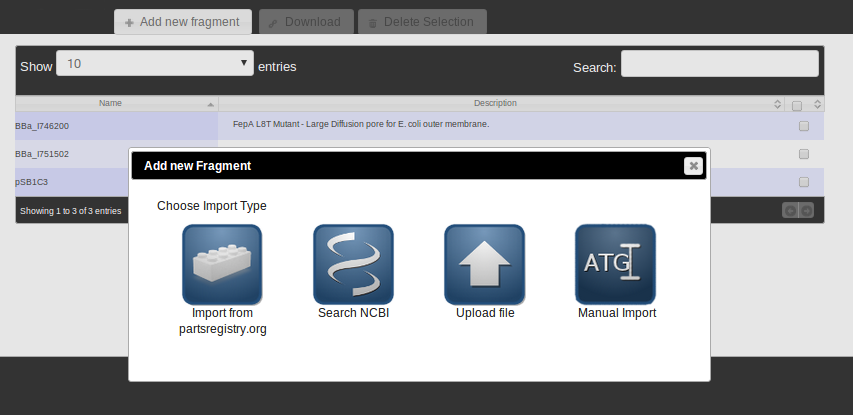 Add new fragment
Download
Delete Selection
Show 10 entries
Search:
Name
Description
BBa_I746200
FepA L8T Mutant - Large Diffusion pore for E. coli outer membrane.
BBa_I751502
pSB1C3
Showing 1 to 3 of 3 entries
Add new Fragment
Choose Import Type
ATG
Import from
partsregistry.org
Search NCBI
Upload file
Manual Import